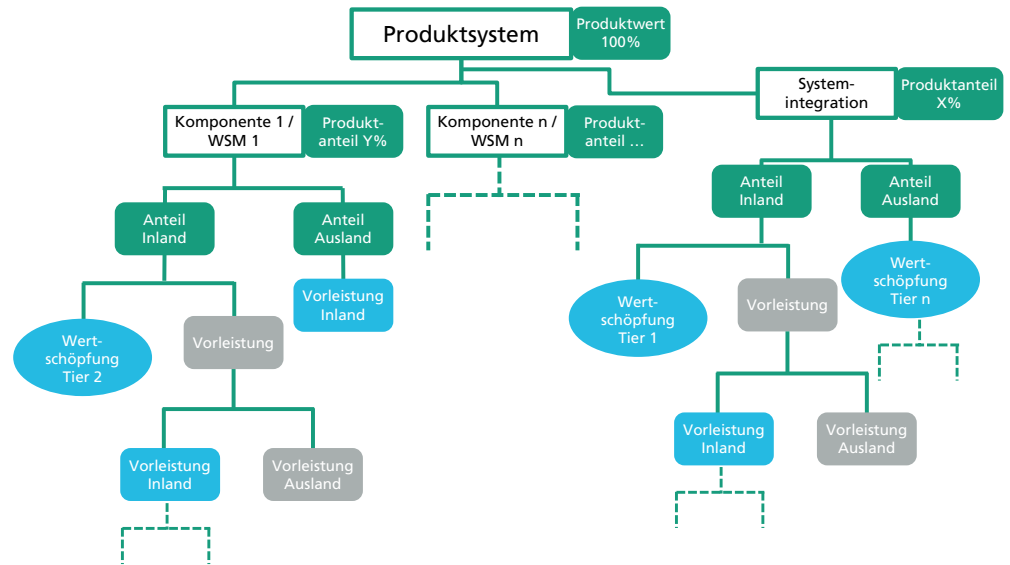 Produktsystem
Produktwert
100%
System-
integration
Produktanteil
X%
Komponente 1 /
WSM 1
Produkt-
anteil Y%
Komponente n /
WSM n
Produkt-
anteil ...
Anteil
Inland
Anteil
Ausland
Anteil
Inland
Anteil
Ausland
Vorleistung
Inland
Wert-
schöpfung
Tier 2
Vorleistung
Wert-
schöpfung
Tier 1
Vorleistung
Wert-
schöpfung
Tier n
Vorleistung
Inland
Vorleistung
Ausland
Vorleistung
Inland
Vorleistung
Ausland